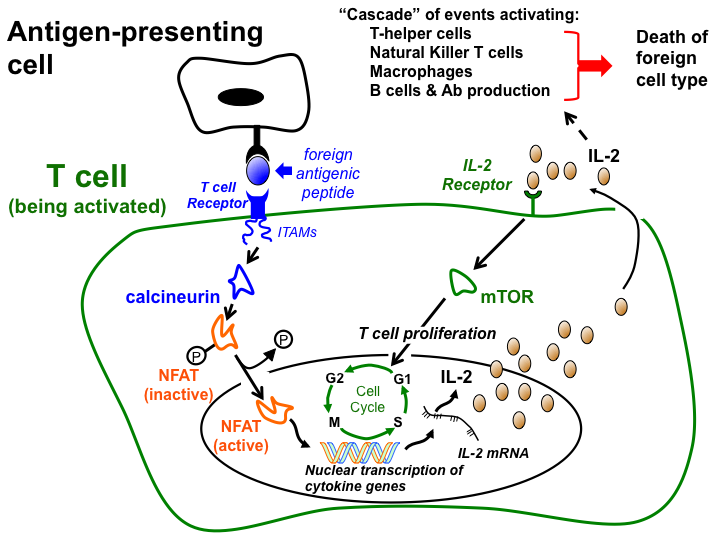 Antigen-presenting
cell
“Cascade” of events activating:
T-helper cells
Natural Killer T cells
Macrophages
B cells & Ab production
Death of
foreign
cell type
foreign
antigenic
peptide
T cell
(being activated)
T cell
Receptor
ITAMs
IL-2
Receptor
IL-2
calcineurin
mTOR
P
P
NFAT
(inactive)
T cell proliferation
NFAT
(active)
G2
G1
Cell
Cycle
M
S
IL-2
IL-2 mRNA
Nuclear transcription of
cytokine genes